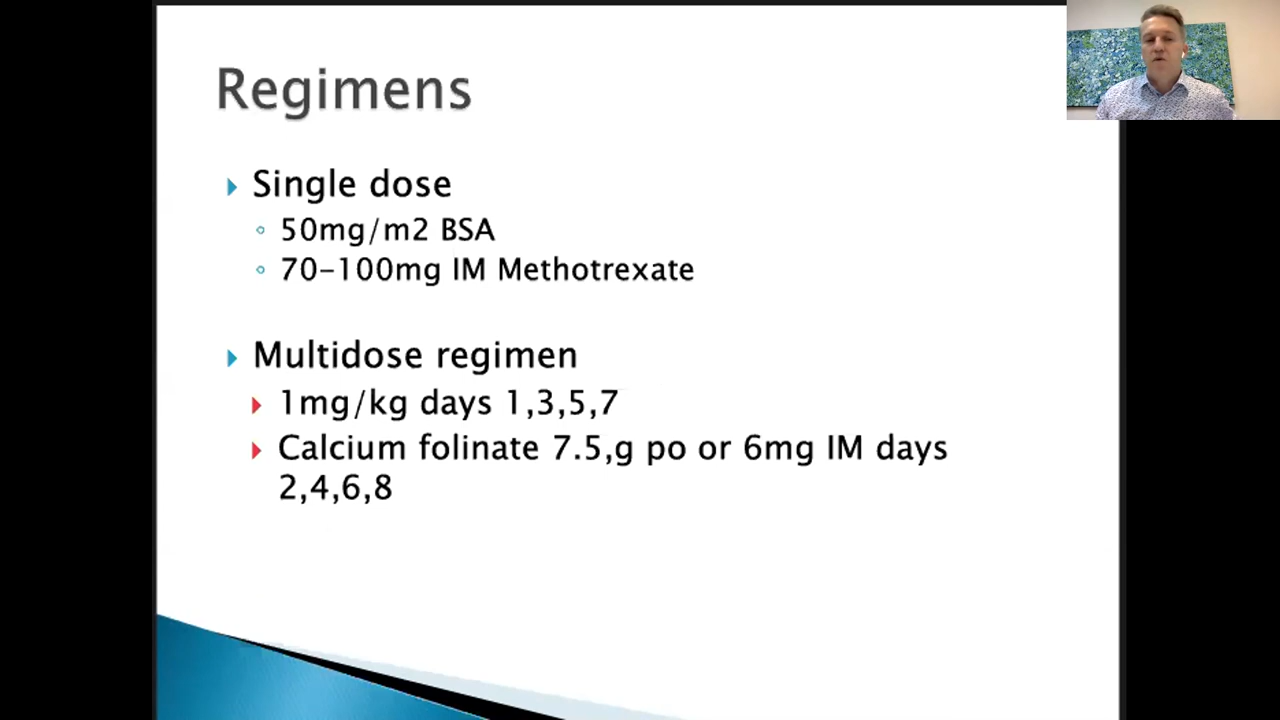 Regimens
Single dose
50mg/m2 BSA
70-100mg IM Methotrexate
Multidose regimen
1mg/kg days 1,3,5,7
Calcium folinate 7.5,g po or 6mg IM days
2,4,6,8